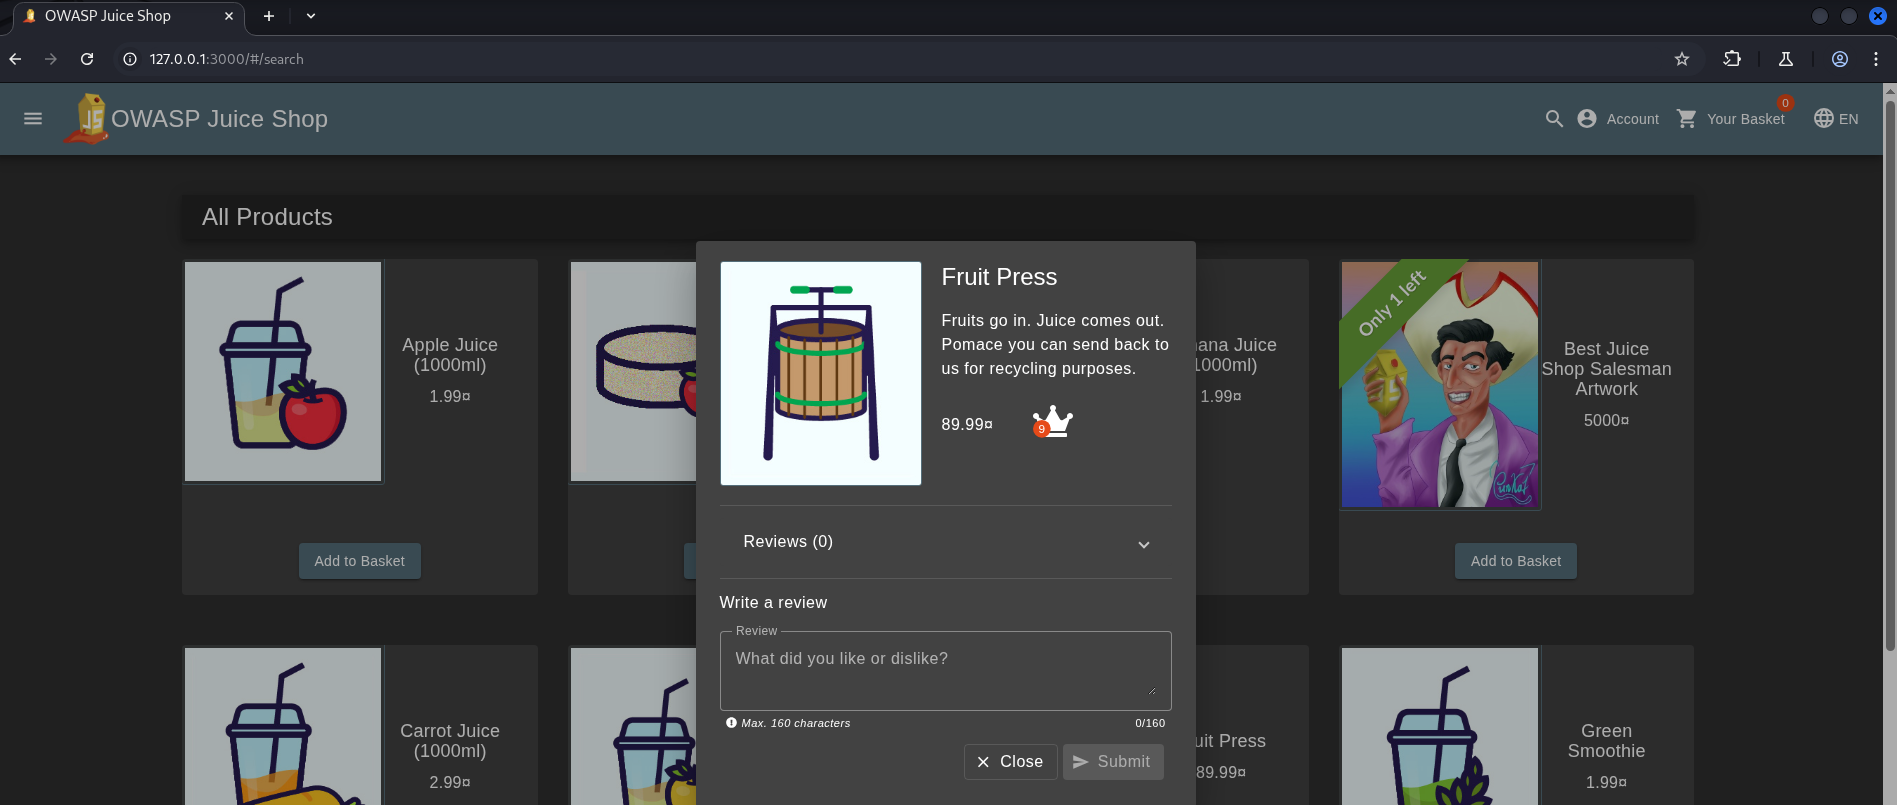 OWASP Juice Shop
127.0.0.1:3000/#/search
OWASP Juice Shop
Account
0
Your Basket
EN
All Products
Apple Juice
(1000ml)
1.99¤
Add to Basket
Fruit Press
Fruits go in. Juice comes out.
Pomace you can send back to
us for recycling purposes.
89.99¤
9
Reviews (0)
Write a review
Review
What did you like or dislike?
Max. 160 characters
0/160
Close
Submit
ana Juice
1000ml)
1.99¤
Only 1 left
JS
Best Juice
Shop Salesman
Artwork
5000¤
Add to Basket
Carrot Juice
(1000ml)
2.99¤
uit Press
89.99¤
Green
Smoothie
1.99¤